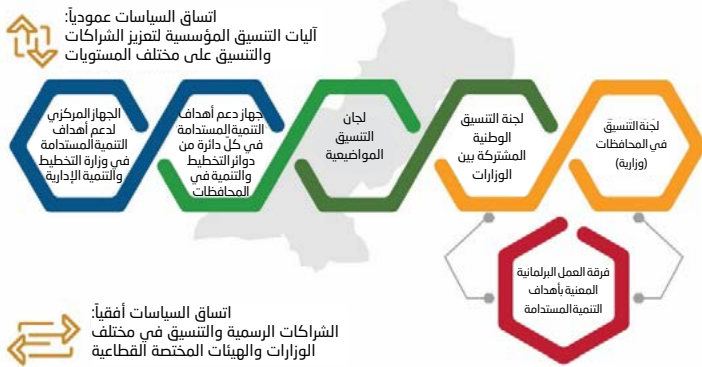 اتساق السياسات عمودياً:
آليات التنسيق المؤسسية لتعزيز الشراكات
والتنسيق على مختلف المستويات
لجنة التنسيق
في المحافظات
(وزارية)
لجنة التنسيق
الوطنية
المشتركة بين
الوزارات
لجان
التنسيق
المواضيعية
جهاز دعم أهداف
التنمية المستدامة
في كلّ دائرة من
دوائر التخطيط
والتنمية في
المحافظات
الجهاز المركزي
لدعم أهداف
التنمية المستدامة
في وزارة التخطيط
والتنمية الإدارية
فرقة العمل البرلمانية
المعنية بأهداف
التنمية المستدامة
اتساق السياسات أفقياً:
الشراكات الرسمية والتنسيق في مختلف
الوزارات والهيئات المختصة القطاعية